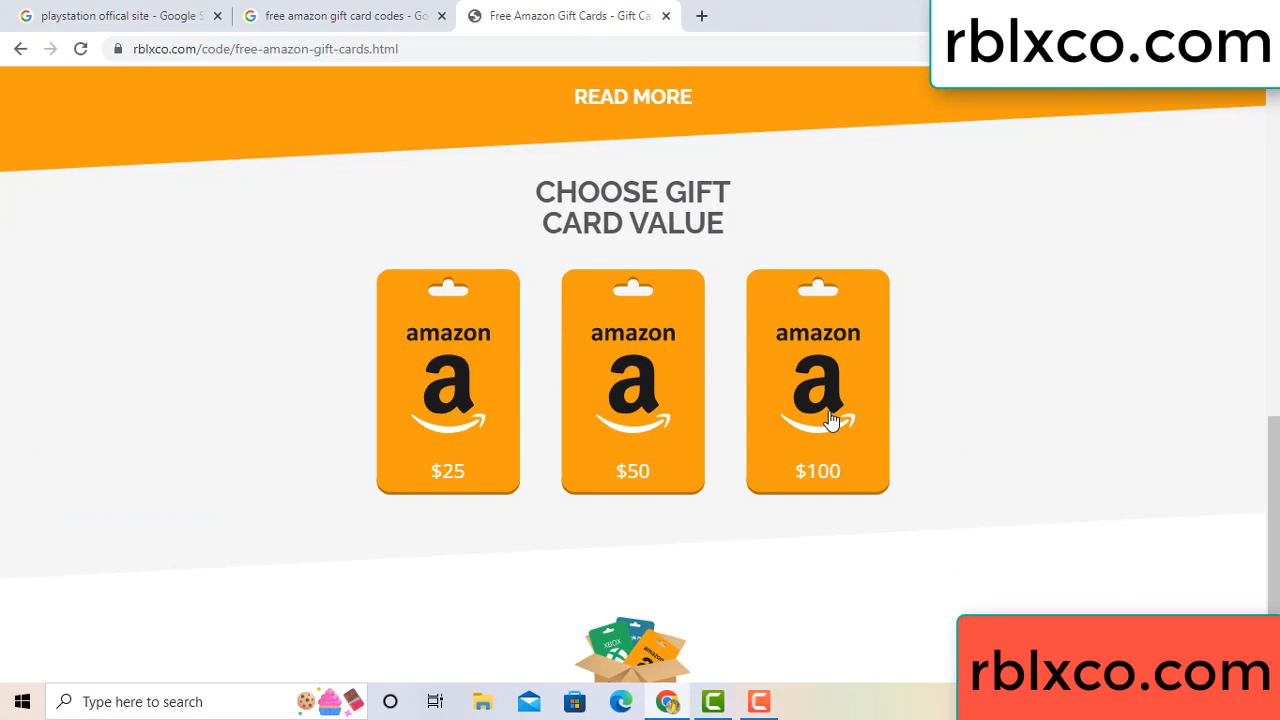 playstation offical site - Google S
free amazon gift card codes - Go
Free Amazon Gift Cards - Gift Ca
rblxco.com/code/free-amazon-gift-cards.html
rblxco.com
READ MORE
CHOOSE GIFT
CARD VALUE
amazon
a
$25
amazon
a
$50
amazon
a
$100
XBOX
rblxco.com
Type here to search